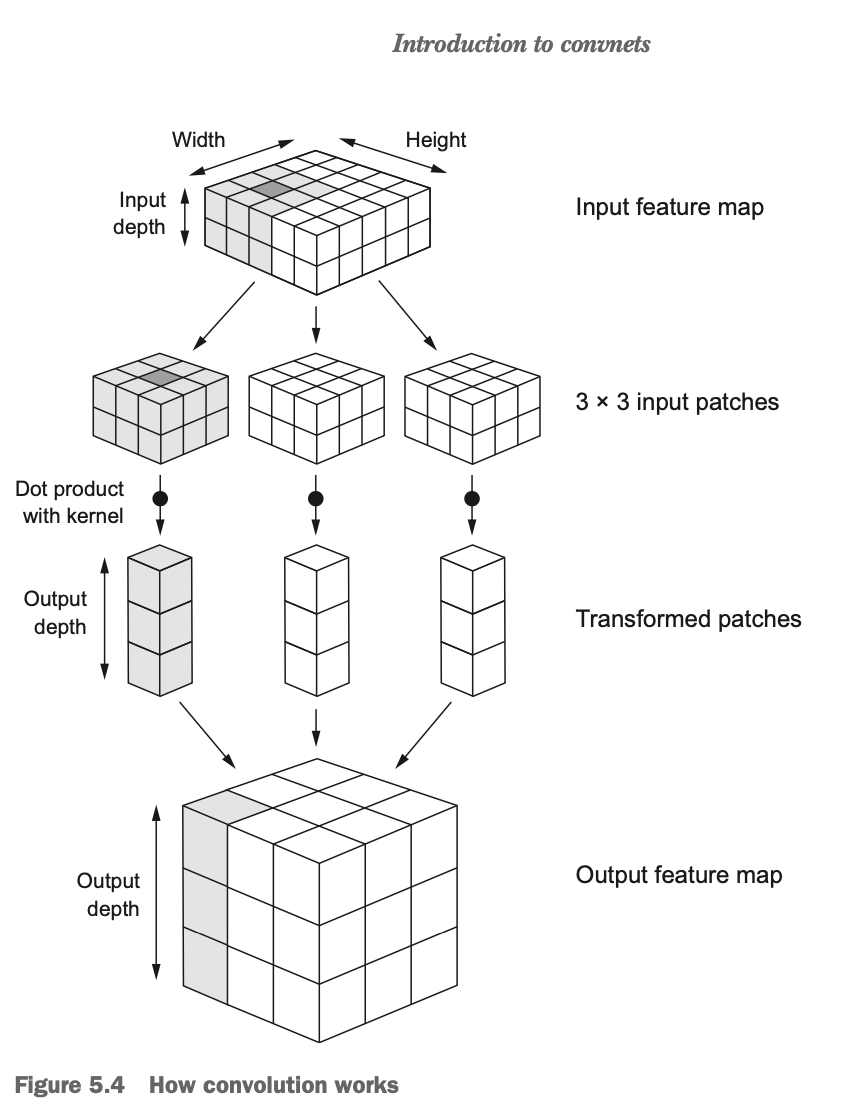 Introduction to convnets
Width
Height
Input
depth
Input feature map
3 × 3 input patches
Dot product
with kernel
Output
depth
Transformed patches
Output
depth
Output feature map
Figure 5.4 How convolution works